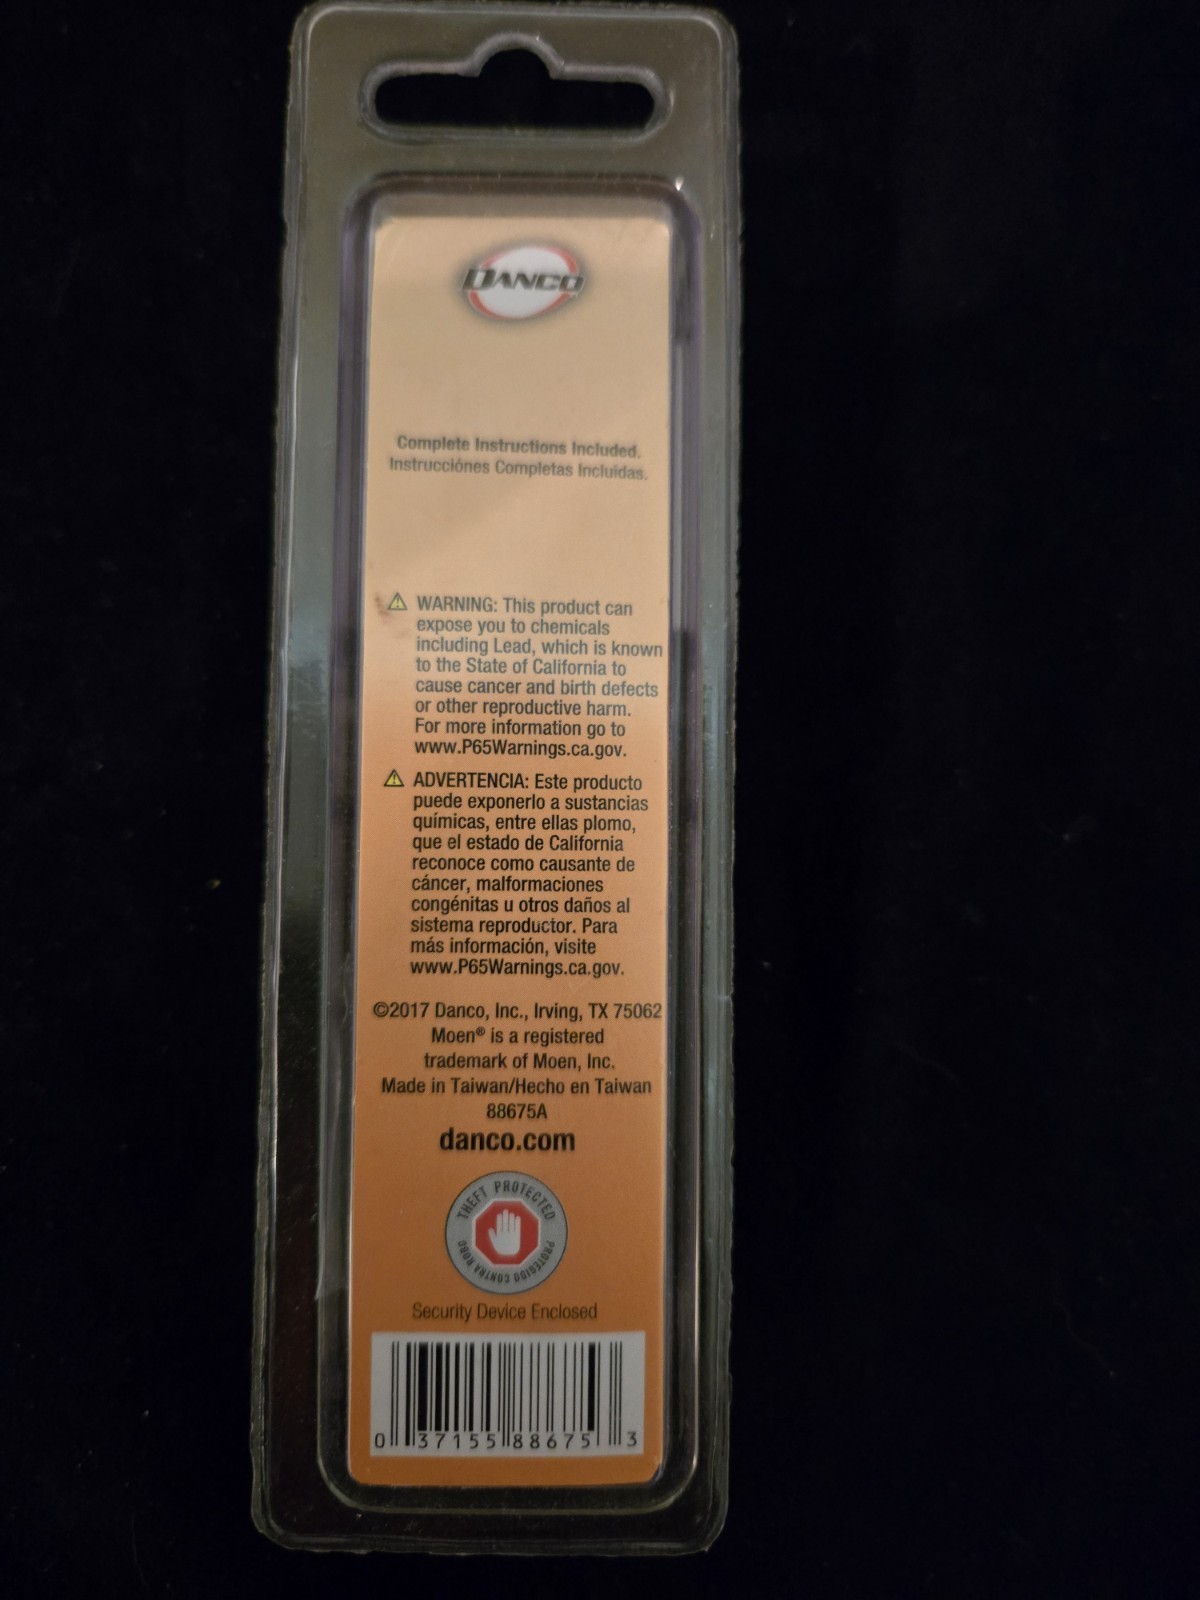 DANCO
Complete Instructions Included.
Instrucciónes Completas Incluidas.
WARNING: This product can
expose you to chemicals
including Lead, which is known
to the State of California to
cause cancer and birth defects
or other reproductive harm.
For more information go to
www.P65Warnings.ca.gov.
ADVERTENCIA: Este producto
puede exponerlo a sustancias
químicas, entre ellas plomo,
que el estado de California
reconoce como causante de
cáncer, malformaciones
congénitas u otros daños al
sistema reproductor. Para
más información, visite
www.P65Warnings.ca.gov.
©2017 Danco, Inc., Irving, TX 75062
Moen® is a registered
trademark of Moen, Inc.
Made in Taiwan/Hecho en Taiwan
88675A
danco.com
THEFT PROTECTED
PROTEGIDO CONTRA ROBO
Security Device Enclosed
0 37155 88675 3